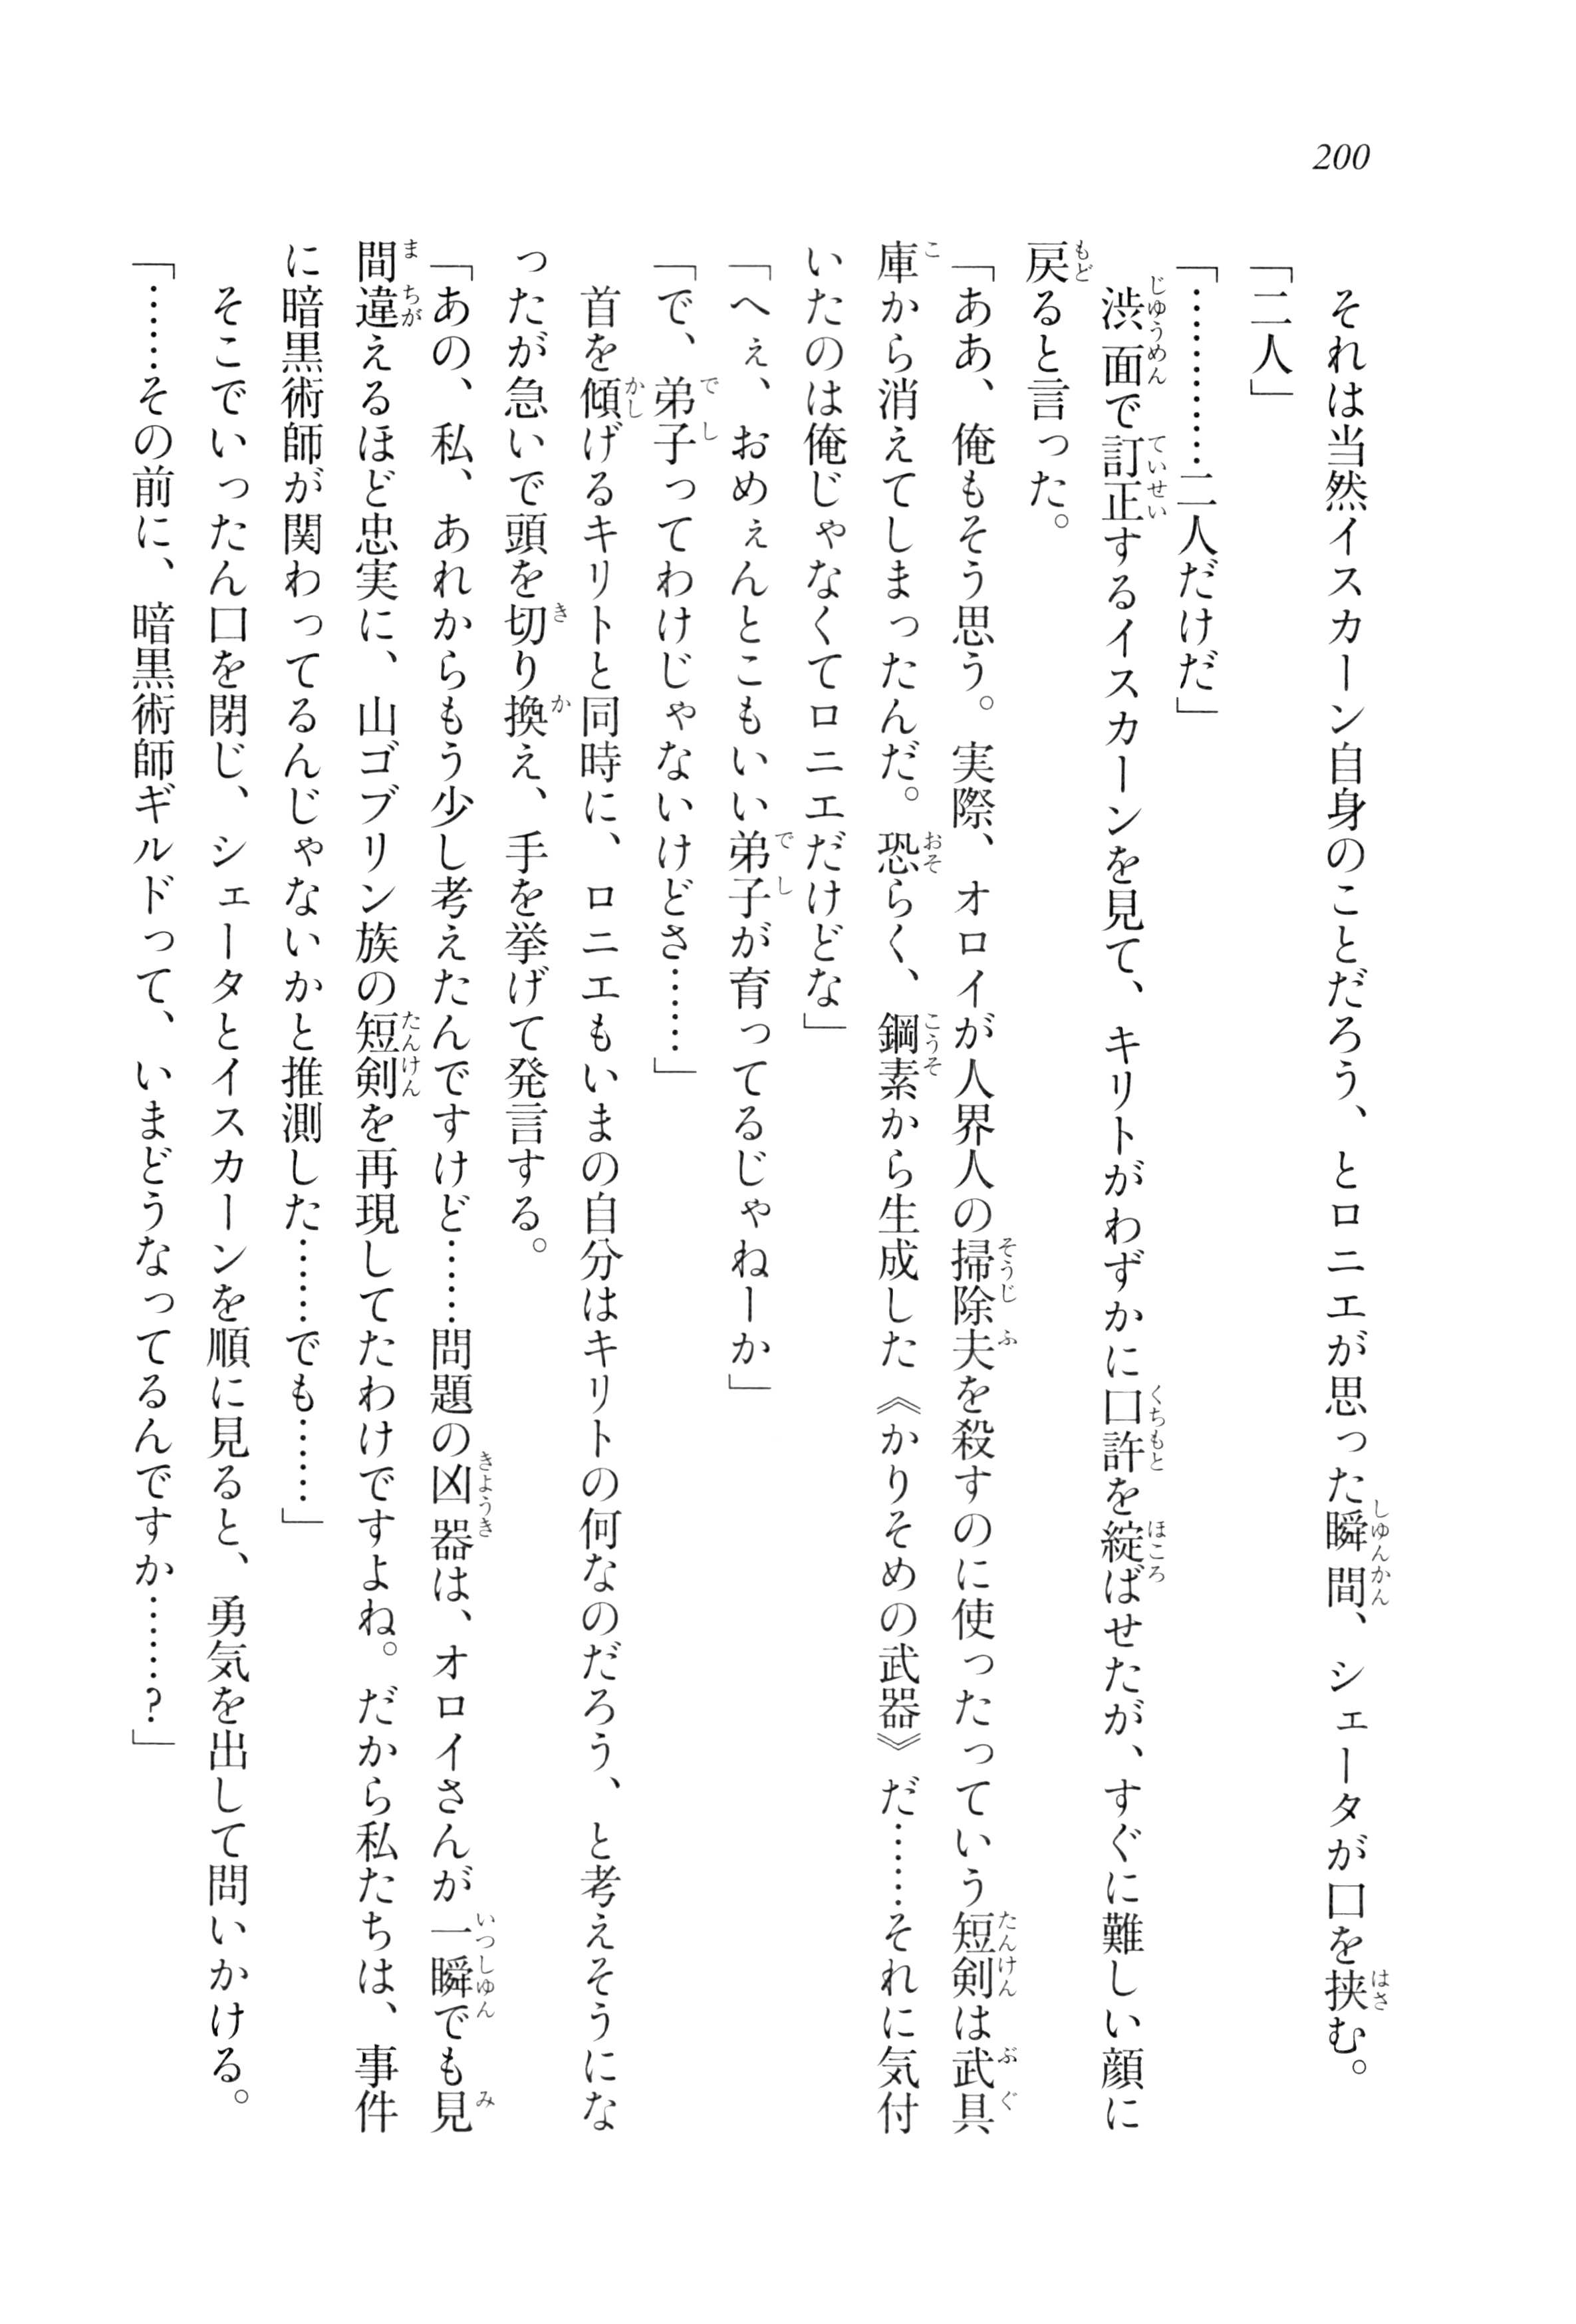 200
　それは当然イスカーン自身のことだろう、とロニエが思った瞬間、シェータが口を挟む。
「二人」
「…………二人だけだ」
　渋面で訂正するイスカーンを見て、キリトがわずかに口許を綻ばせたが、すぐに難しい顔に
戻ると言った。
「ああ、俺もそう思う。実際、オロイが人界人の掃除夫を殺すのに使ったっていう短剣は武具
庫から消えてしまったんだ。恐らく、鋼素から生成した《かりそめの武器》だ……それに気付
いたのは俺じゃなくてロニエだけどな」
「へぇ、おめぇんとこもいい弟子が育ってるじゃねーか」
「で、弟子ってわけじゃないけどさ……」
　首を傾げるキリトと同時に、ロニエもいまの自分はキリトの何なのだろう、と考えそうにな
ったが急いで頭を切り換え、手を挙げて発言する。
「あの、私、あれからもう少し考えたんですけど……問題の凶器は、オロイさんが一瞬でも見
間違えるほど忠実に、山ゴブリン族の短剣を再現してたわけですよね。だから私たちは、事件
に暗黒術師が関わってるんじゃないかと推測した……でも……」
　そこでいったん口を閉じ、シェータとイスカーンを順に見ると、勇気を出して問いかける。
「……その前に、暗黒術師ギルドって、いまどうなってるんですか……？」